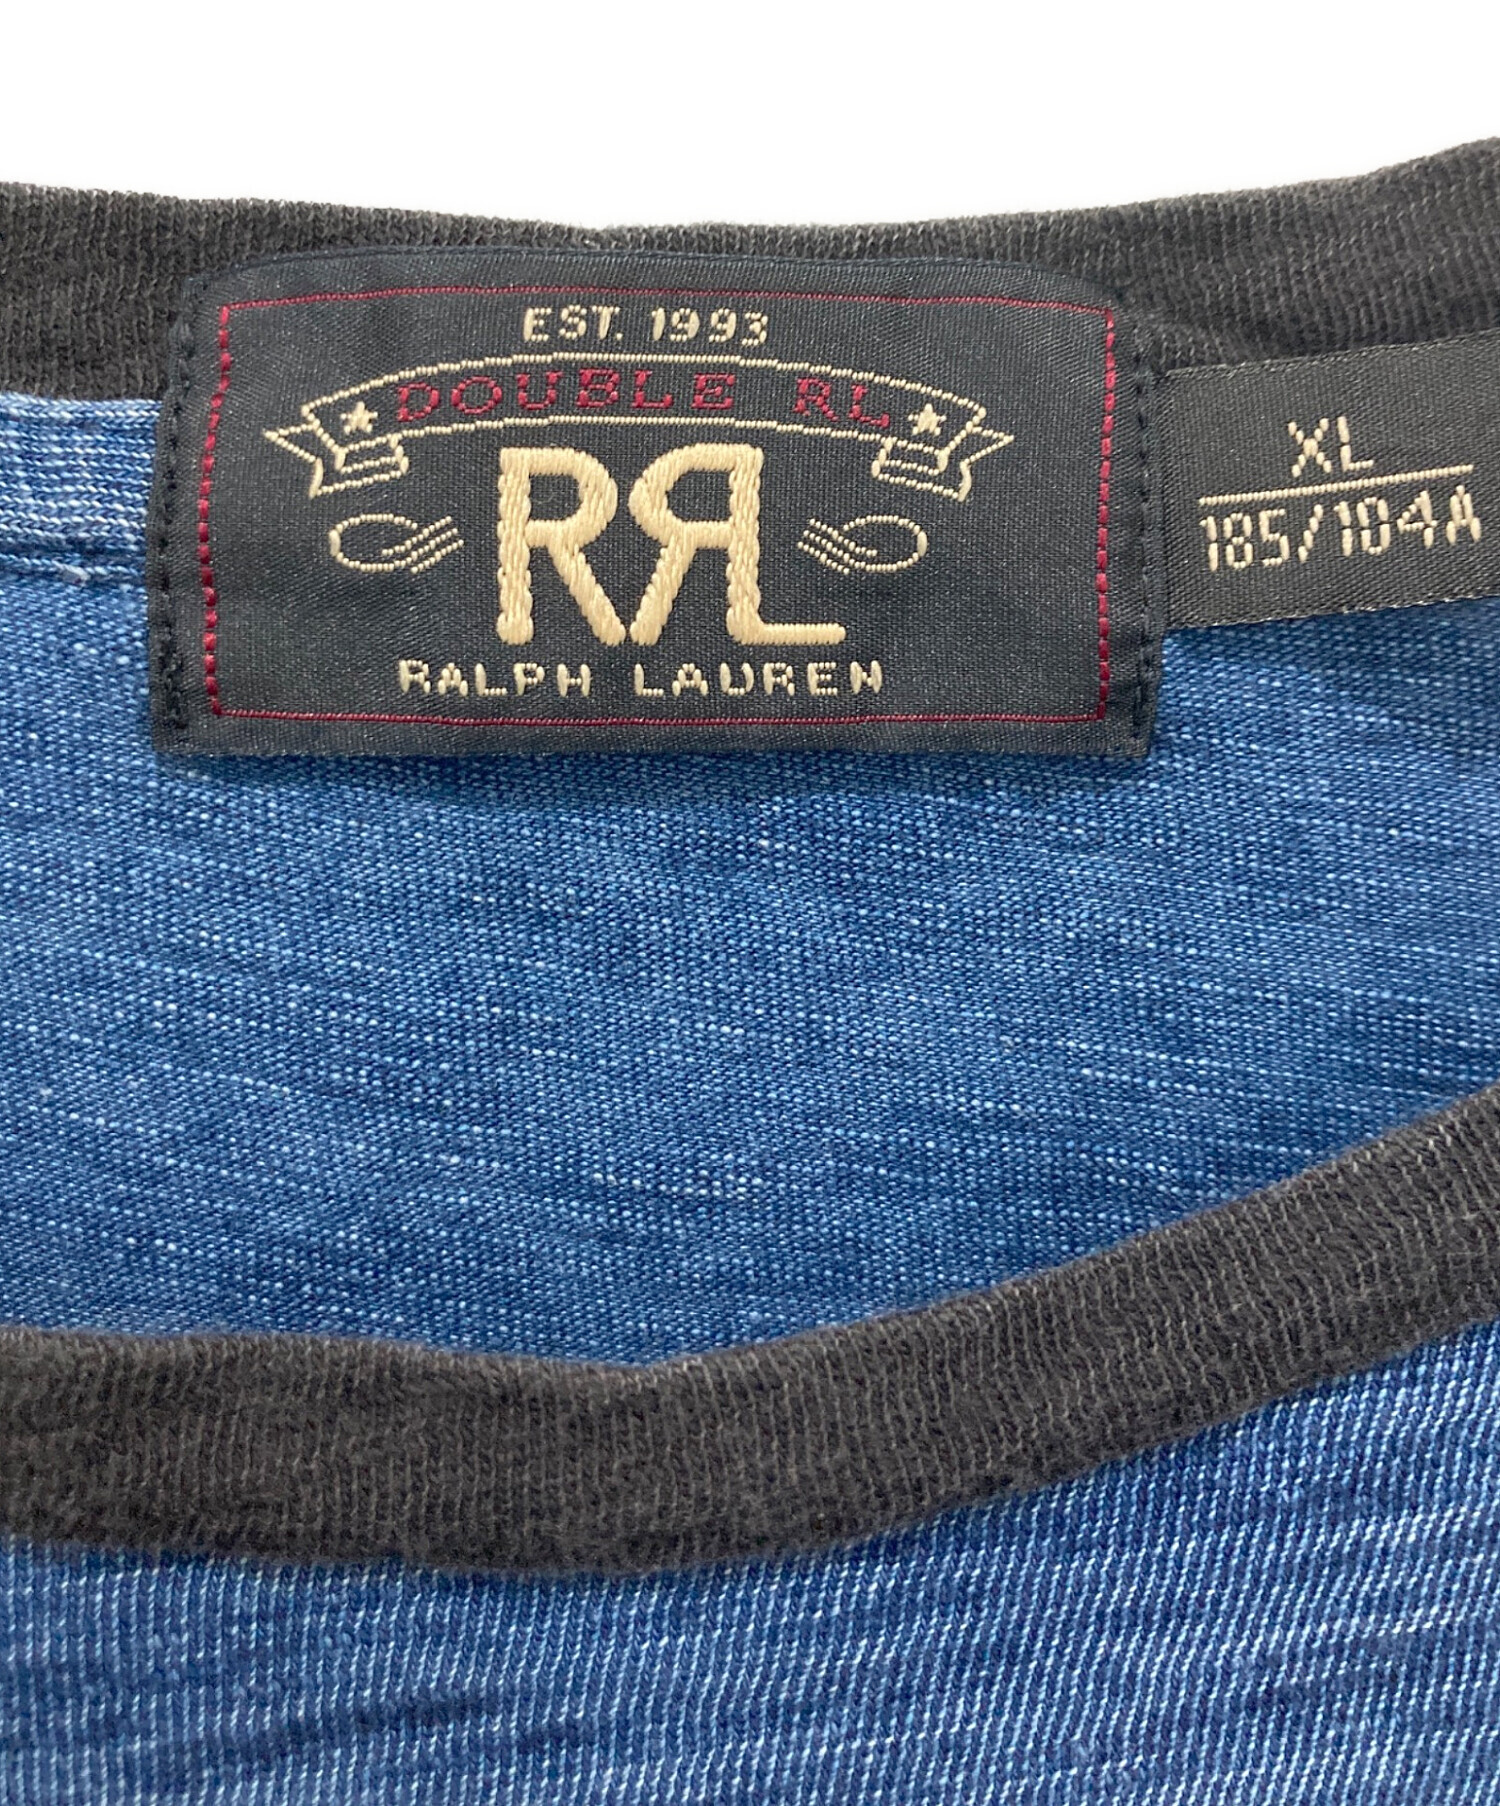 EST. 1993
DOUBLE RL
RRL
RALPH LAUREN
XL
185/104A